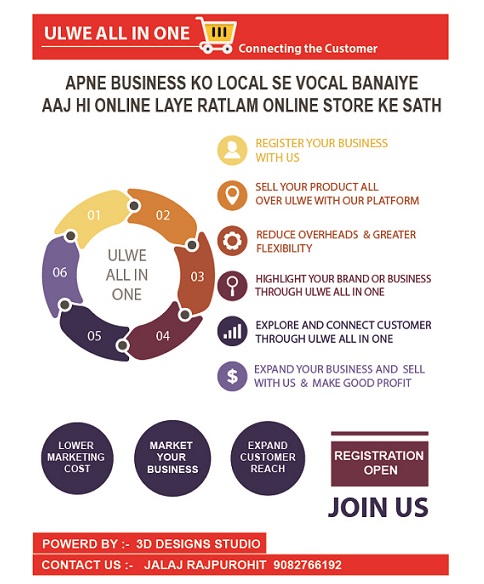 ULWE ALL IN ONE
Connecting the Customer
APNE BUSINESS KO LOCAL SE VOCAL BANAIYE
AAJ HI ONLINE LAYE RATLAM ONLINE STORE KE SATH
01
02
03
04
05
06
ULWE
ALL IN
ONE
REGISTER YOUR BUSINESS
WITH US
SELL YOUR PRODUCT ALL
OVER ULWE WITH OUR PLATFORM
REDUCE OVERHEADS & GREATER
FLEXIBILITY
HIGHLIGHT YOUR BRAND OR BUSINESS
THROUGH ULWE ALL IN ONE
EXPLORE AND CONNECT CUSTOMER
THROUGH ULWE ALL IN ONE
$
EXPAND YOUR BUSINESS AND SELL
WITH US & MAKE GOOD PROFIT
LOWER
MARKETING
COST
MARKET
YOUR
BUSINESS
EXPAND
CUSTOMER
REACH
REGISTRATION
OPEN
JOIN US
POWERD BY :- 3D DESIGNS STUDIO
CONTACT US :- JALAJ RAJPUROHIT 9082766192